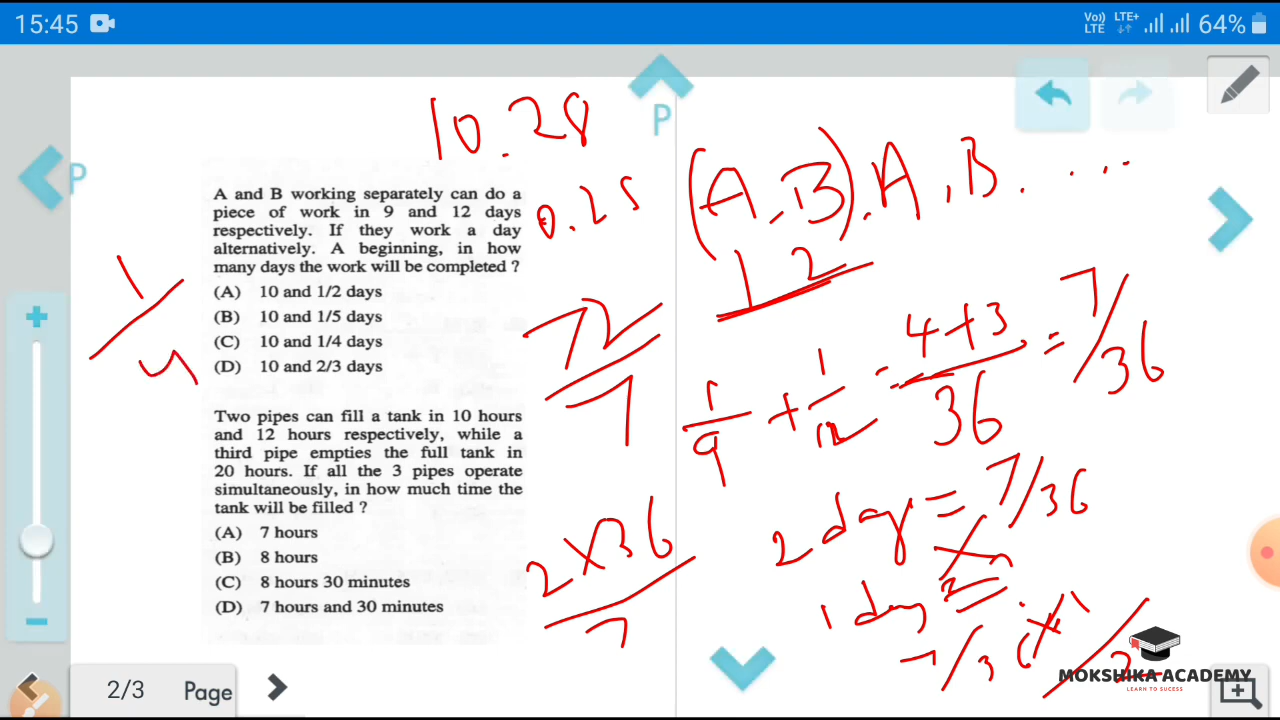 15:45
Vo)) LTE LTE+ 64%
10.28
P
P
A and B working separately can do a
piece of work in 9 and 12 days
respectively. If they work a day
alternatively. A beginning, in how
many days the work will be completed ?
(A) 10 and 1/2 days
(B) 10 and 1/5 days
(C) 10 and 1/4 days
(D) 10 and 2/3 days
Two pipes can fill a tank in 10 hours
and 12 hours respectively, while a
third pipe empties the full tank in
20 hours. If all the 3 pipes operate
simultaneously, in how much time the
tank will be filled ?
(A) 7 hours
(B) 8 hours
(C) 8 hours 30 minutes
(D) 7 hours and 30 minutes
1/4
0.25
72/7
2×36/7
(A, B), A, B. ...
1 2
1/9 + 1/12 = 4+3/36 = 7/36
2 day = 7/36
1 day
MOKSHIKA ACADEMY
LEARN TO SUCESS
2/3 Page